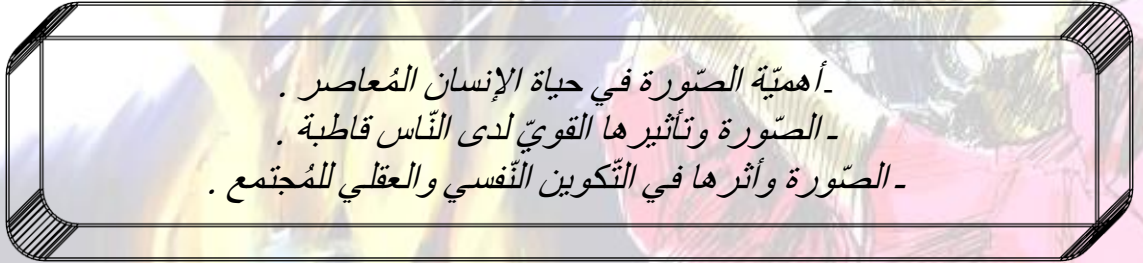 ـ أهميّة الصّورة في حياة الإنسان المُعاصر .
ـ الصّورة وتأثيرها القويّ لدى النّاس قاطبة .
ـ الصّورة وأثرها في التّكوين النّفسي والعقلي للمُجتمع .